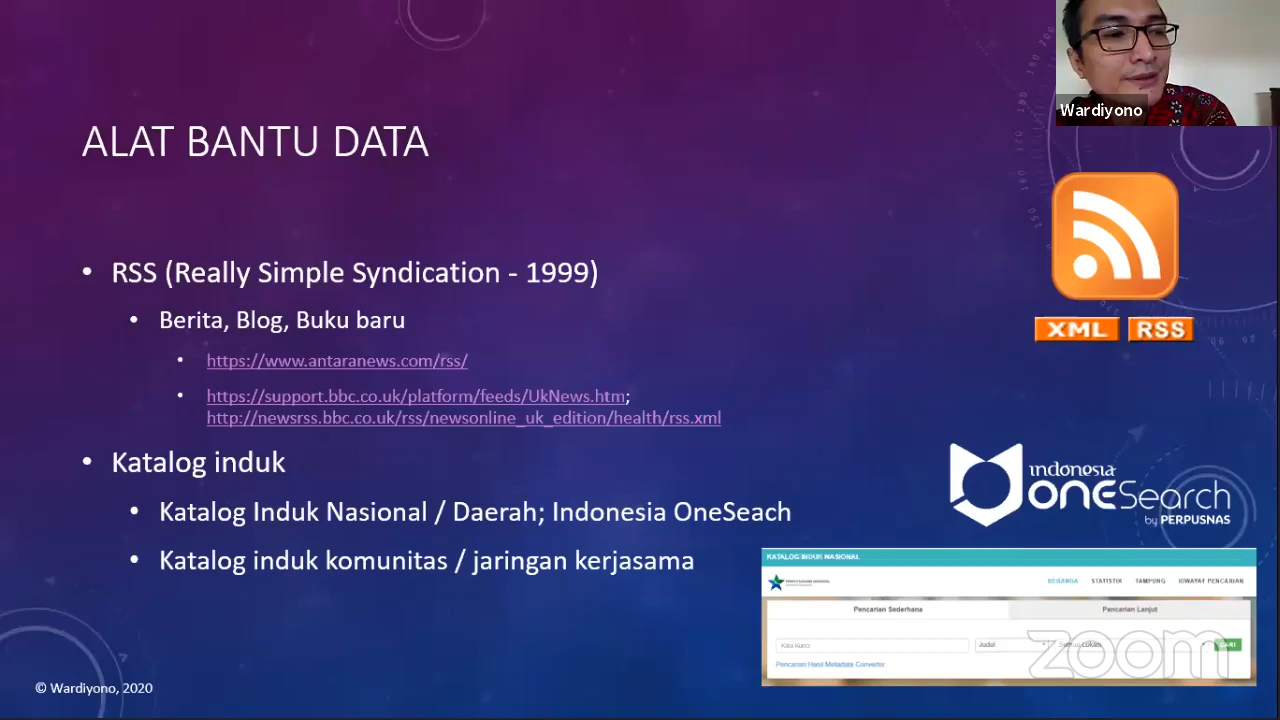 Wardiyono
ALAT BANTU DATA
• RSS (Really Simple Syndication - 1999)
• Berita, Blog, Buku baru
• https://www.antaranews.com/rss/
• https://support.bbc.co.uk/platform/feeds/UkNews.htm;
http://newsrss.bbc.co.uk/rss/newsonline_uk_edition/health/rss.xml
XML RSS
• Katalog induk
• Katalog Induk Nasional / Daerah; Indonesia OneSeach
• Katalog induk komunitas / jaringan kerjasama
indonesia
oneSearch
by PERPUSNAS
KATALOG INDUK NASIONAL
BERANDA STATISTIK TAMPUNG RIWAYAT PENCARIAN
Pencarian Sederhana Pencarian Lanjut
Kata Kunci Judul Semua Lokasi CARI
Pencarian Hasil Metadata Converter
zoom
© Wardiyono, 2020